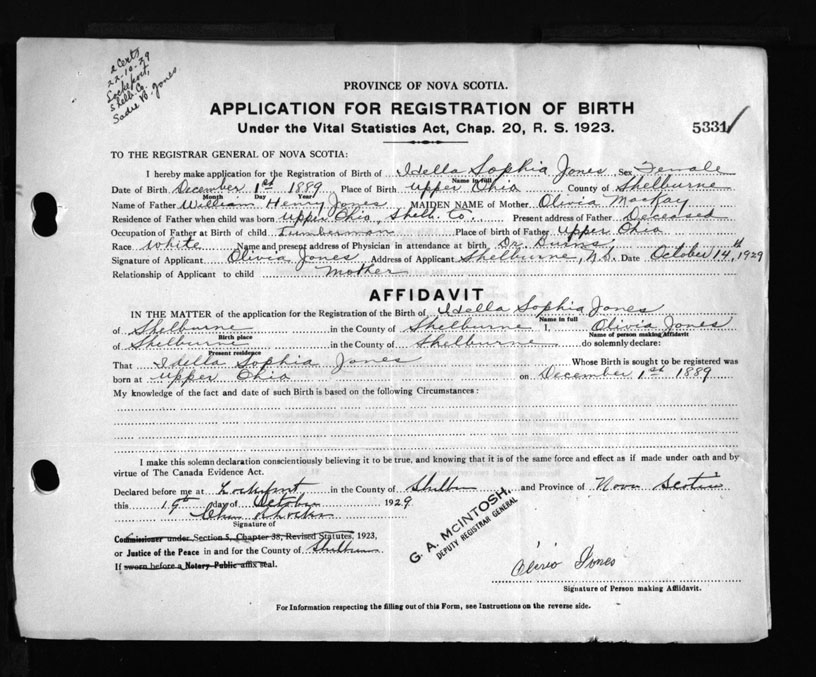 2 Certs
22-10-29
Lockeport,
Shelb. Co.
Sadie B. Jones
PROVINCE OF NOVA SCOTIA.
APPLICATION FOR REGISTRATION OF BIRTH
Under the Vital Statistics Act, Chap. 20, R. S. 1923.
5331
TO THE REGISTRAR GENERAL OF NOVA SCOTIA:
I hereby make application for the Registration of Birth of Idella Sophia Jones Sex Female
Name in full
Date of Birth December 1st 1889 Place of Birth Upper Ohio County of Shelburne
Month Day Year
Name of Father William Henry Jones MAIDEN NAME of Mother Olivia MacKay
Residence of Father when child was born Upper Ohio Shelb. Co. Present address of Father Deceased
Occupation of Father at Birth of child Lumberman Place of birth of Father Upper Ohio
Race White Name and present address of Physician in attendance at birth Dr. Burns
Signature of Applicant Olivia Jones Address of Applicant Shelburne, N.S. Date October 14th 1929
Relationship of Applicant to child Mother
AFFIDAVIT
IN THE MATTER of the application for the Registration of the Birth of Idella Sophia Jones
Name in full
of Shelburne in the County of Shelburne I, Olivia Jones
Birth place Name of person making Affidavit
of Shelburne in the County of Shelburne do solemnly declare:
Present residence
That Idella Sophia Jones Whose Birth is sought to be registered was
born at Upper Ohio on December 1st 1889
My knowledge of the fact and date of such Birth is based on the following Circumstances:
I make this solemn declaration conscientiously believing it to be true, and knowing that it is of the same force and effect as if made under oath and by
virtue of The Canada Evidence Act.
Declared before me at Lockeport in the County of Shelburne and Province of Nova Scotia
this 19th day of October 1929
Signature of
Commissioner under Section 5, Chapter 38, Revised Statutes, 1923,
or Justice of the Peace in and for the County of Shelburne
If sworn before a Notary Public affix seal.
G. A. McINTOSH,
DEPUTY REGISTRAR GENERAL
Olivio Jones
Signature of Person making Affidavit.
For Information respecting the filling out of this Form, see Instructions on the reverse side.